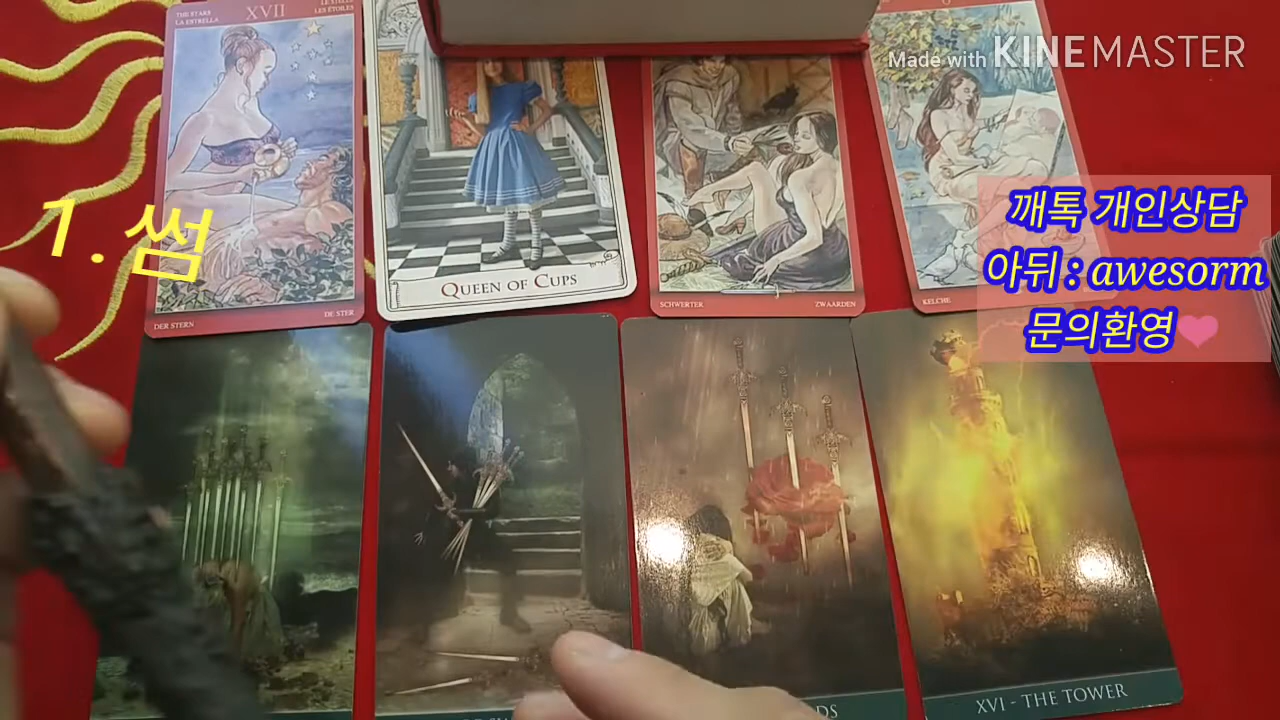 THE STARS
LA ESTRELLA
XVII
LES ÉTOILES
Made with KINEMASTER
1. 썸
QUEEN OF CUPS
DER STERN
DE STER
SCHWERTER
ZWAARDEN
KELCHE
깨톡 개인상담
아뒤 : awesorm
문의환영
XVI - THE TOWER